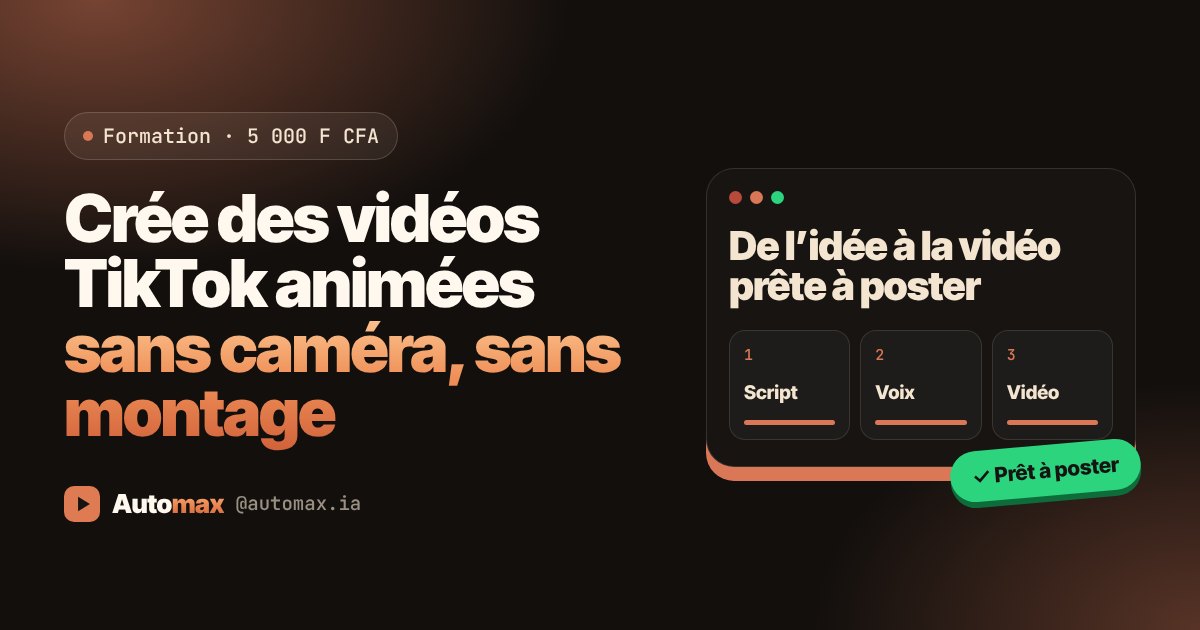 Formation · 5 000 F CFA
Crée des vidéos
TikTok animées
sans caméra, sans
montage
Automax @automax.ia
De l’idée à la vidéo
prête à poster
1
Script
2
Voix
3
Vidéo
✓ Prêt à poster